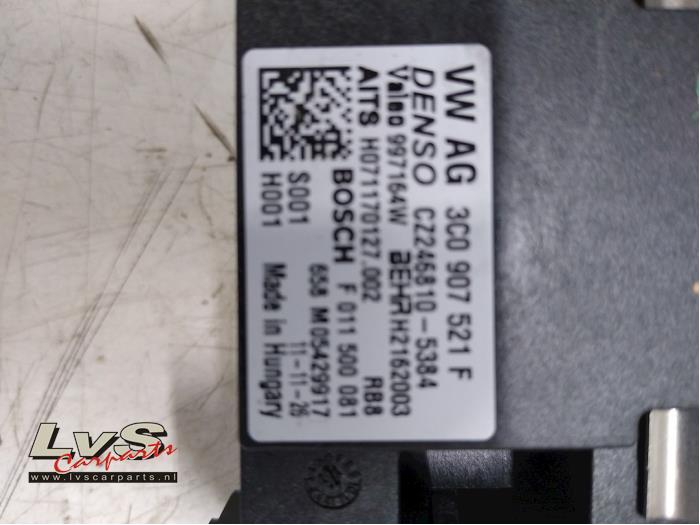 VW AG 3C0 907 521 F
DENSO CZ246810-5384
Valeo 997164W BEHR H2162003
AITS H071170127.002 RB8
BOSCH F 011 500 081
658 M 05429917
S001 11-11-26
H001 Made in Hungary
LvS
Carparts
www.lvscarparts.nl